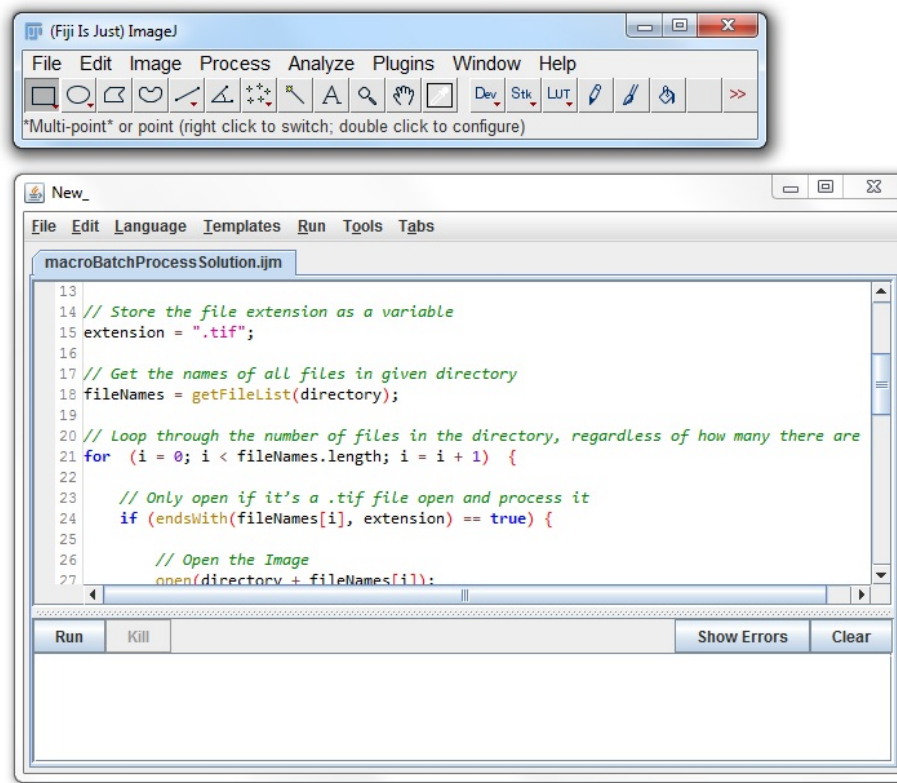 (Fiji Is Just) ImageJ
File Edit Image Process Analyze Plugins Window Help
A Dev Stk LUT >>
*Multi-point* or point (right click to switch; double click to configure)
New_
File Edit Language Templates Run Tools Tabs
macroBatchProcessSolution.ijm
13
14 // Store the file extension as a variable
15 extension = ".tif";
16
17 // Get the names of all files in given directory
18 fileNames = getFileList(directory);
19
20 // Loop through the number of files in the directory, regardless of how many there are
21 for (i = 0; i < fileNames.length; i = i + 1) {
22
23 // Only open if it's a .tif file open and process it
24 if (endsWith(fileNames[i], extension) == true) {
25
26 // Open the Image
27 open(directory + fileNames[i]);
Run Kill Show Errors Clear